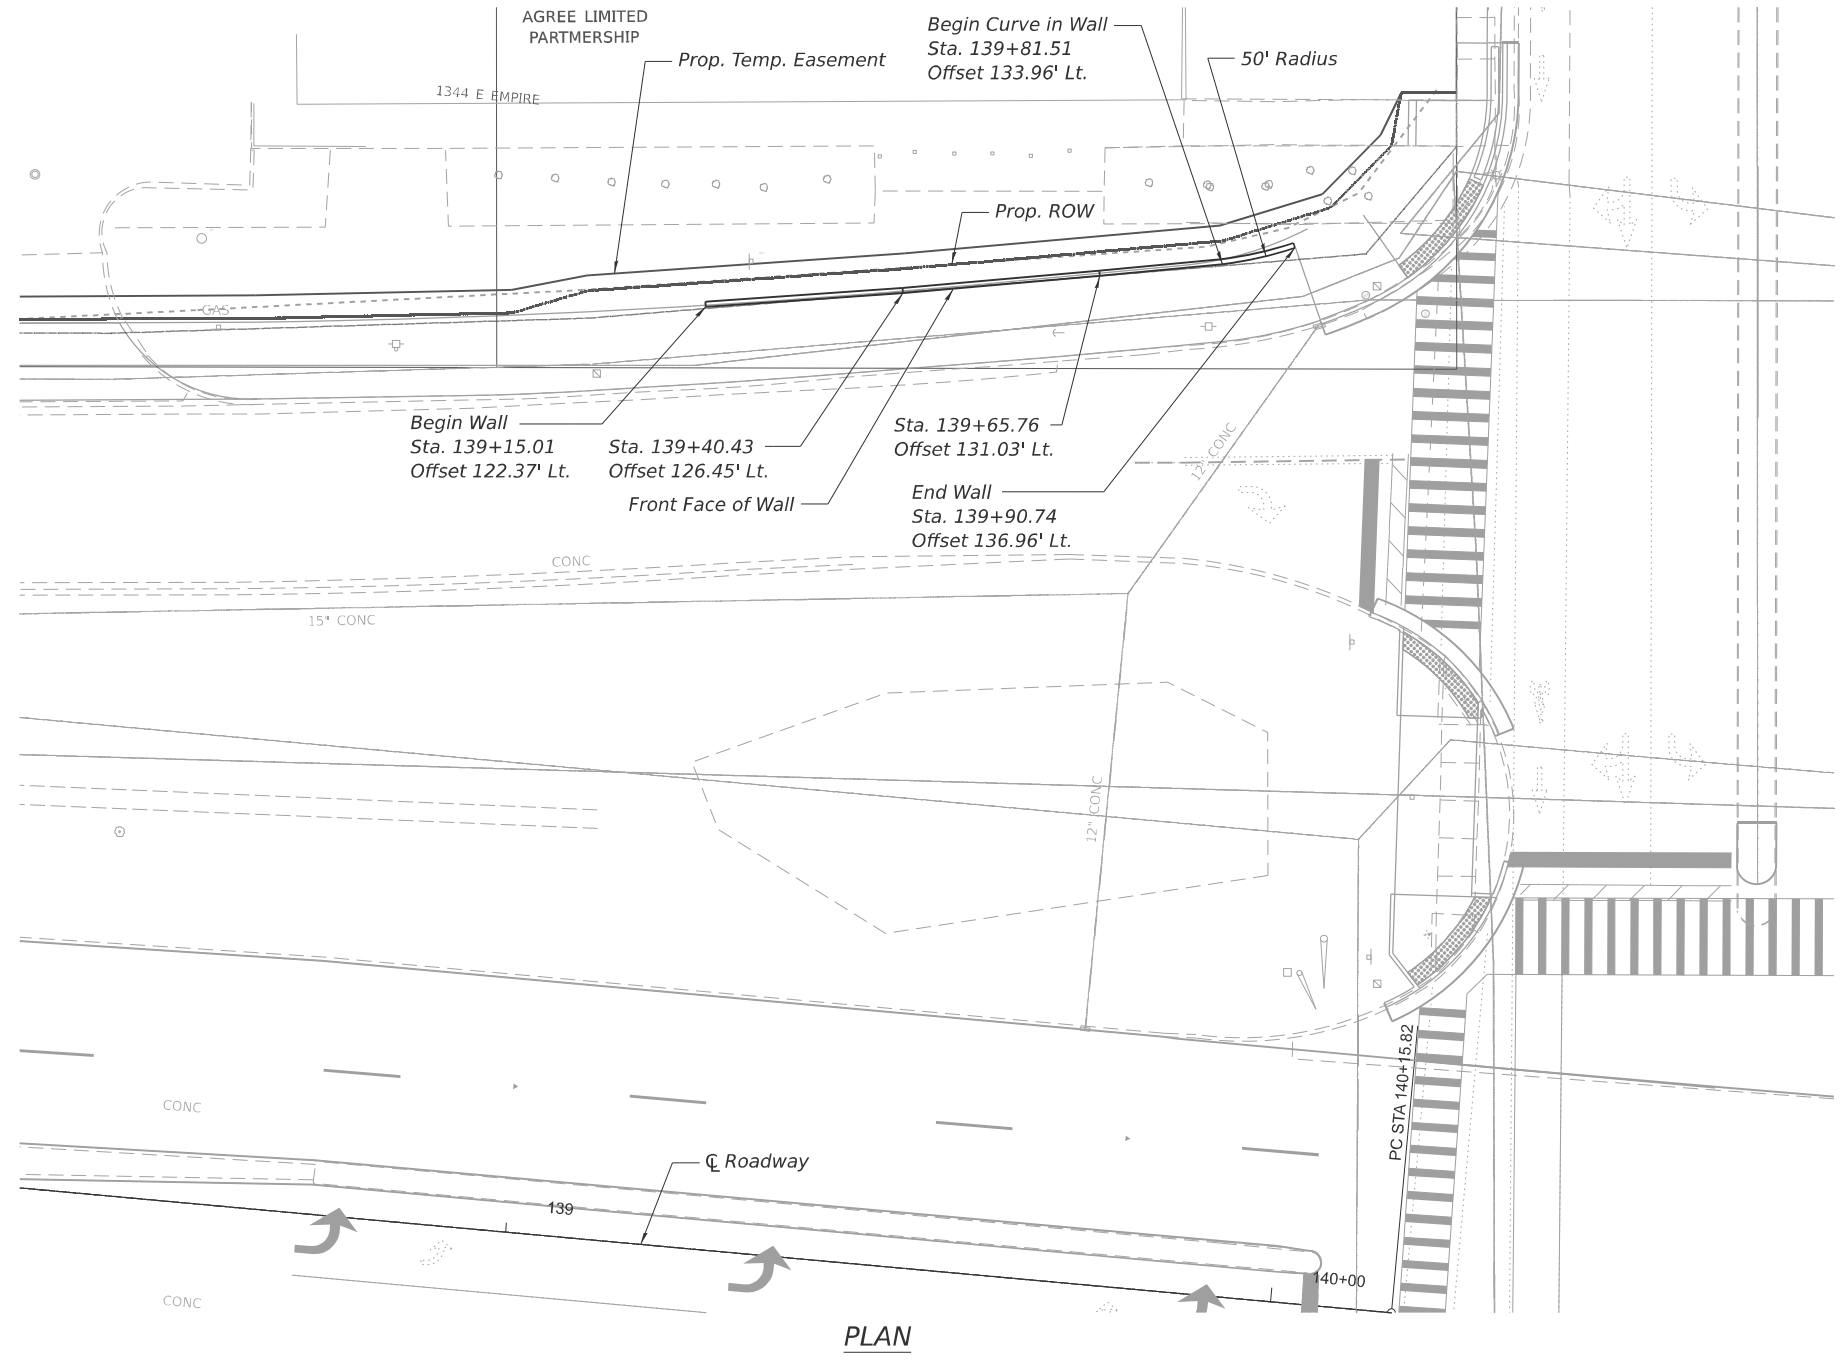 AGREE LIMITED
PARTMERSHIP
Begin Curve in Wall
Sta. 139+81.51
Offset 133.96' Lt.
Prop. Temp. Easement
50' Radius
1344 E EMPIRE
Prop. ROW
GAS
Begin Wall
Sta. 139+15.01
Offset 122.37' Lt.
Sta. 139+40.43
Offset 126.45' Lt.
Front Face of Wall
Sta. 139+65.76
Offset 131.03' Lt.
End Wall
Sta. 139+90.74
Offset 136.96' Lt.
12" CONC
CONC
15" CONC
12" CONC
PC STA 140+15.82
CONC
℄ Roadway
139
140+00
CONC
PLAN